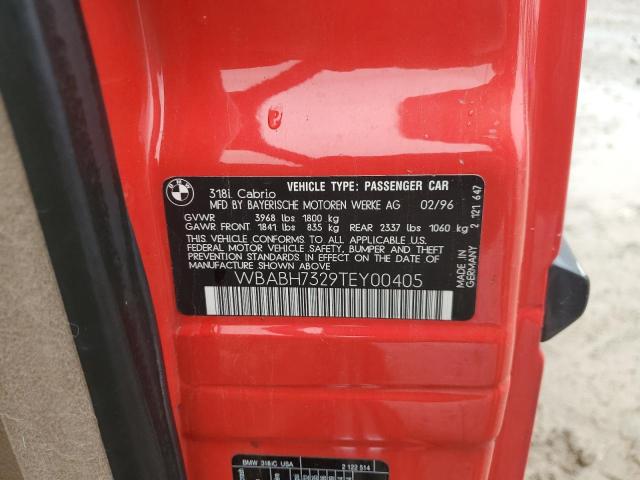 BMW
318i Cabrio VEHICLE TYPE: PASSENGER CAR
MFD BY BAYERISCHE MOTOREN WERKE AG 02/96
GVWR 3968 lbs 1800 kg
GAWR FRONT 1841 lbs 835 kg REAR 2337 lbs 1060 kg
THIS VEHICLE CONFORMS TO ALL APPLICABLE U.S.
FEDERAL MOTOR VEHICLE SAFETY, BUMPER AND THEFT
PREVENTION STANDARDS IN EFFECT ON THE DATE OF
MANUFACTURE SHOWN ABOVE.
WBABH7329TEY00405
MADE IN
GERMANY
2 121 647
BMW 318iC USA 2 122 514